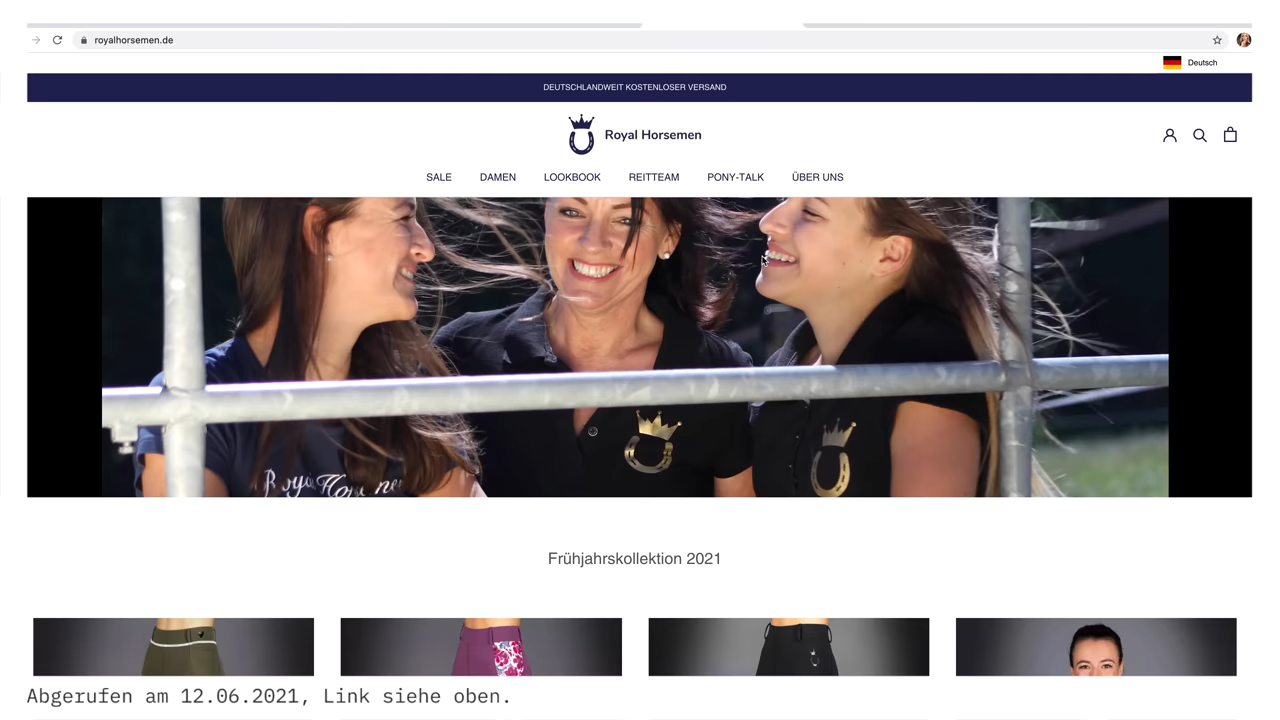 royalhorsemen.de
Deutsch
DEUTSCHLANDWEIT KOSTENLOSER VERSAND
Royal Horsemen
SALE DAMEN LOOKBOOK REITTEAM PONY-TALK ÜBER UNS
Frühjahrskollektion 2021
Abgerufen am 12.06.2021, Link siehe oben.